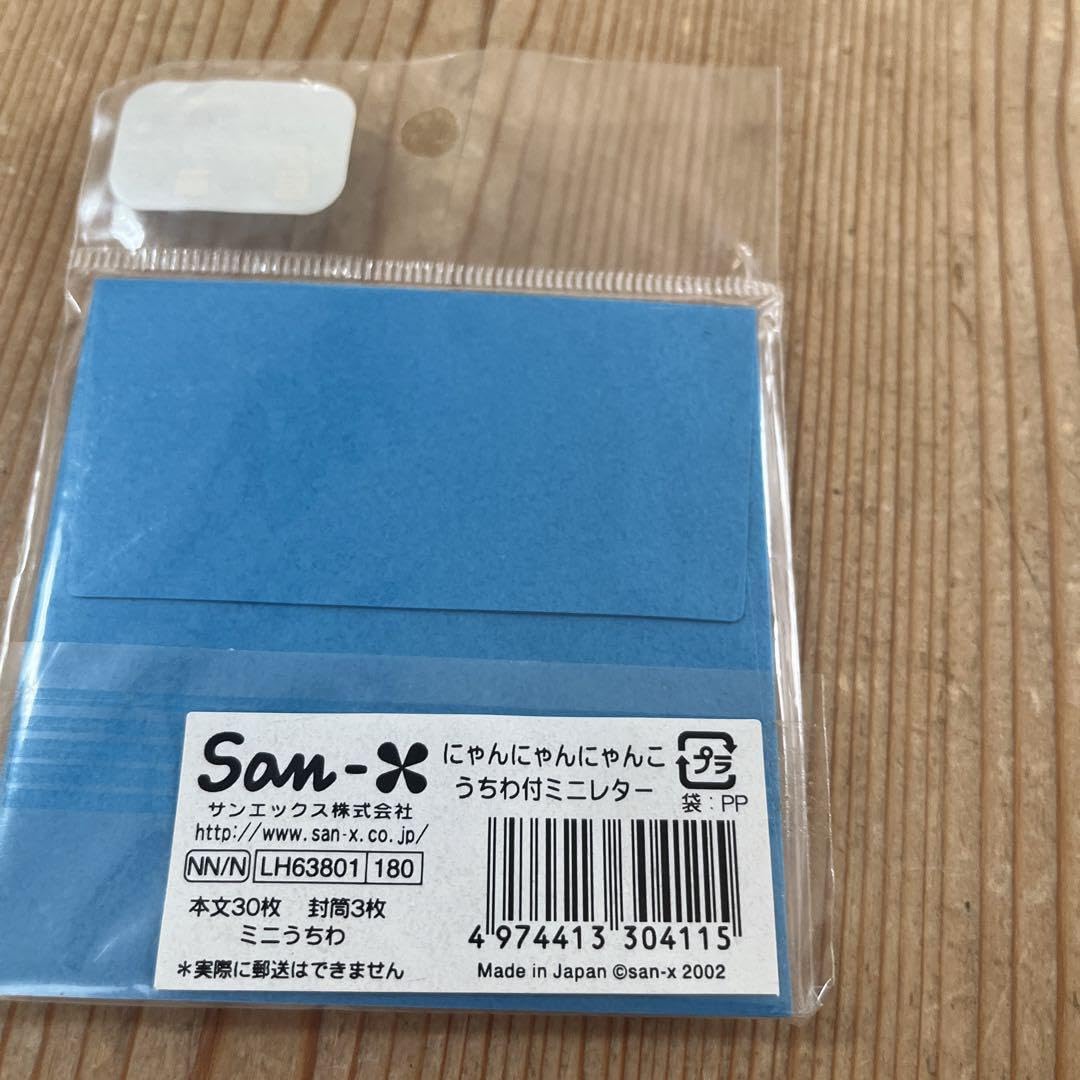 San-X
サンエックス株式会社
http://www.san-x.co.jp/
NN/N LH63801 180
本文30枚 封筒3枚
ミニうちわ
*実際に郵送はできません
にゃんにゃんにゃんこ
うちわ付ミニレター
プラ
袋：PP
4 974413 304115
Made in Japan ©san-x 2002